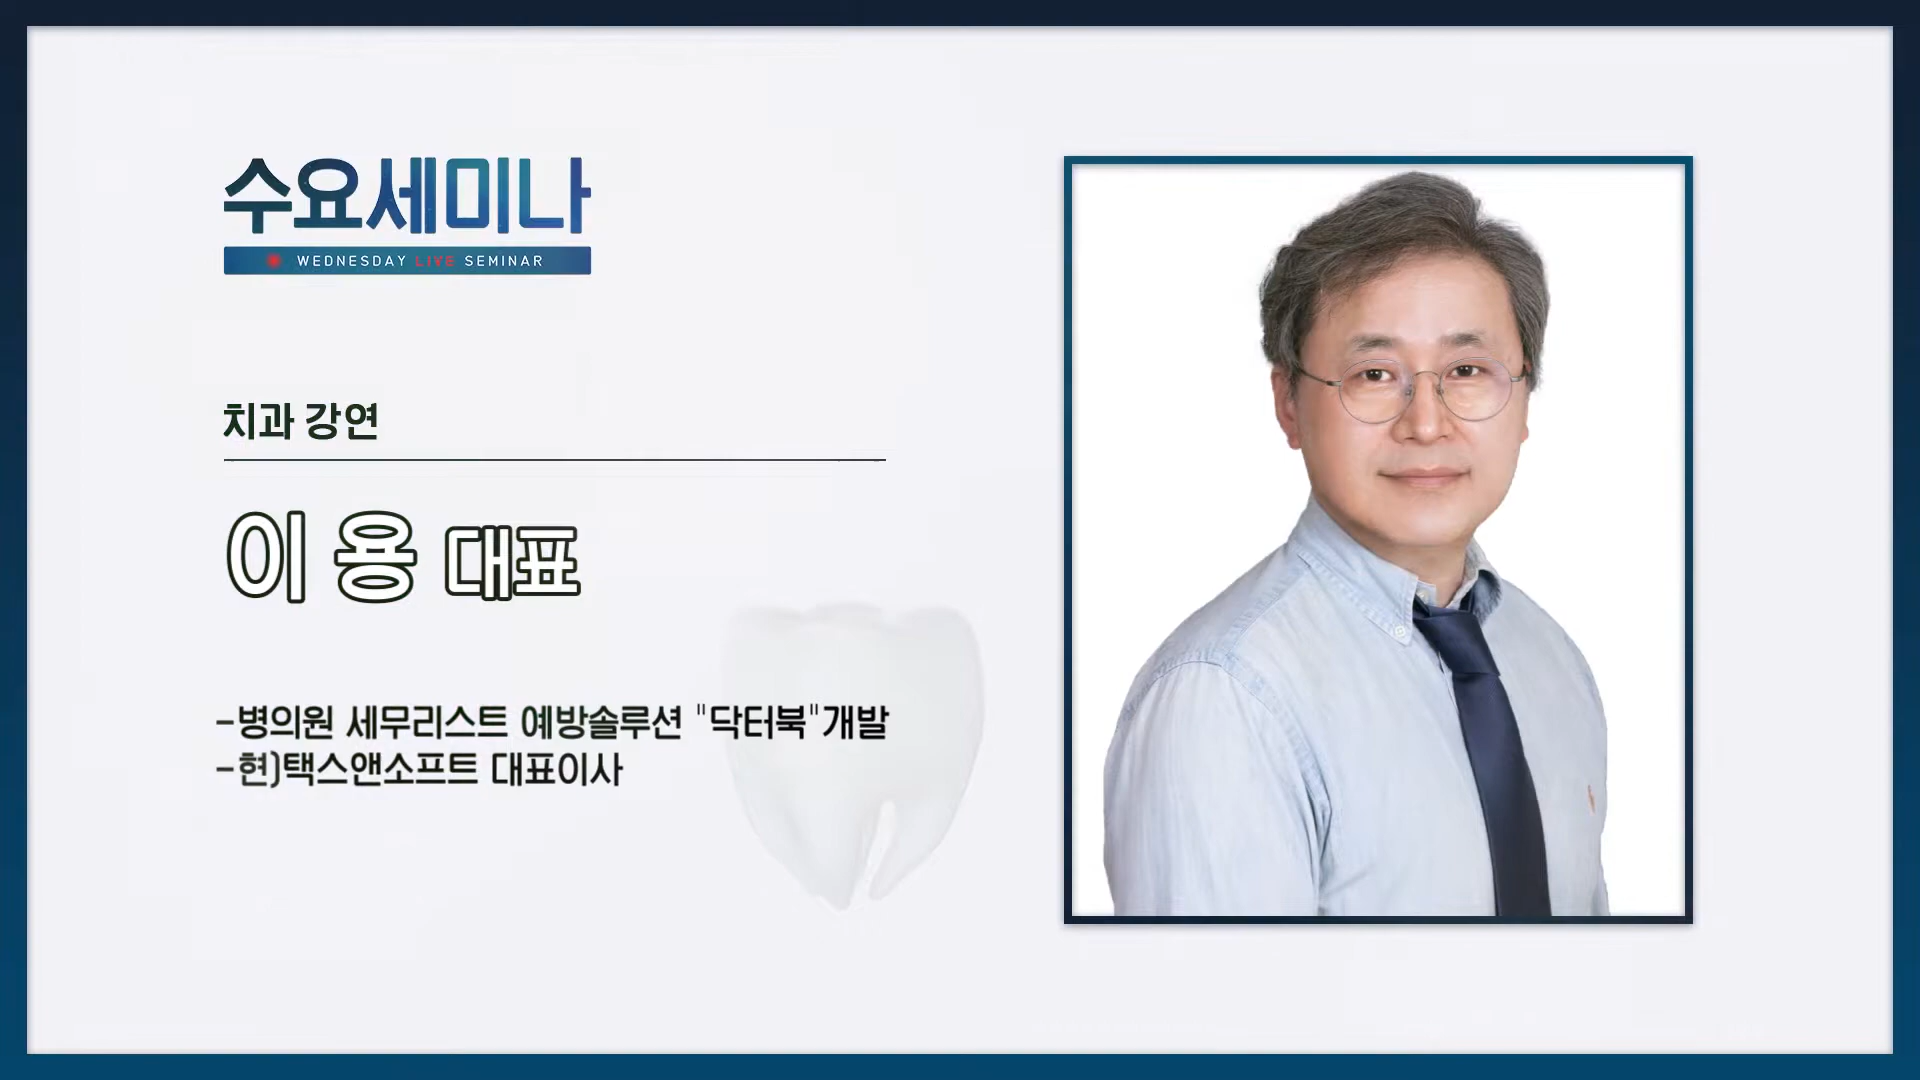 수요세미나
WEDNESDAY LIVE SEMINAR
치과 강연
이 용 대표
-병의원 세무리스트 예방솔루션 "닥터북"개발
-현)택스앤소프트 대표이사